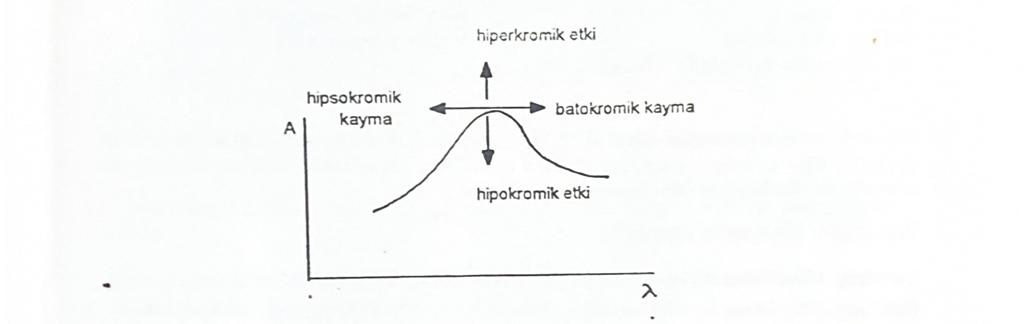 hiperkromik etki
hipsokromik
kayma
batokromik kayma
A
hipokromik etki
λ